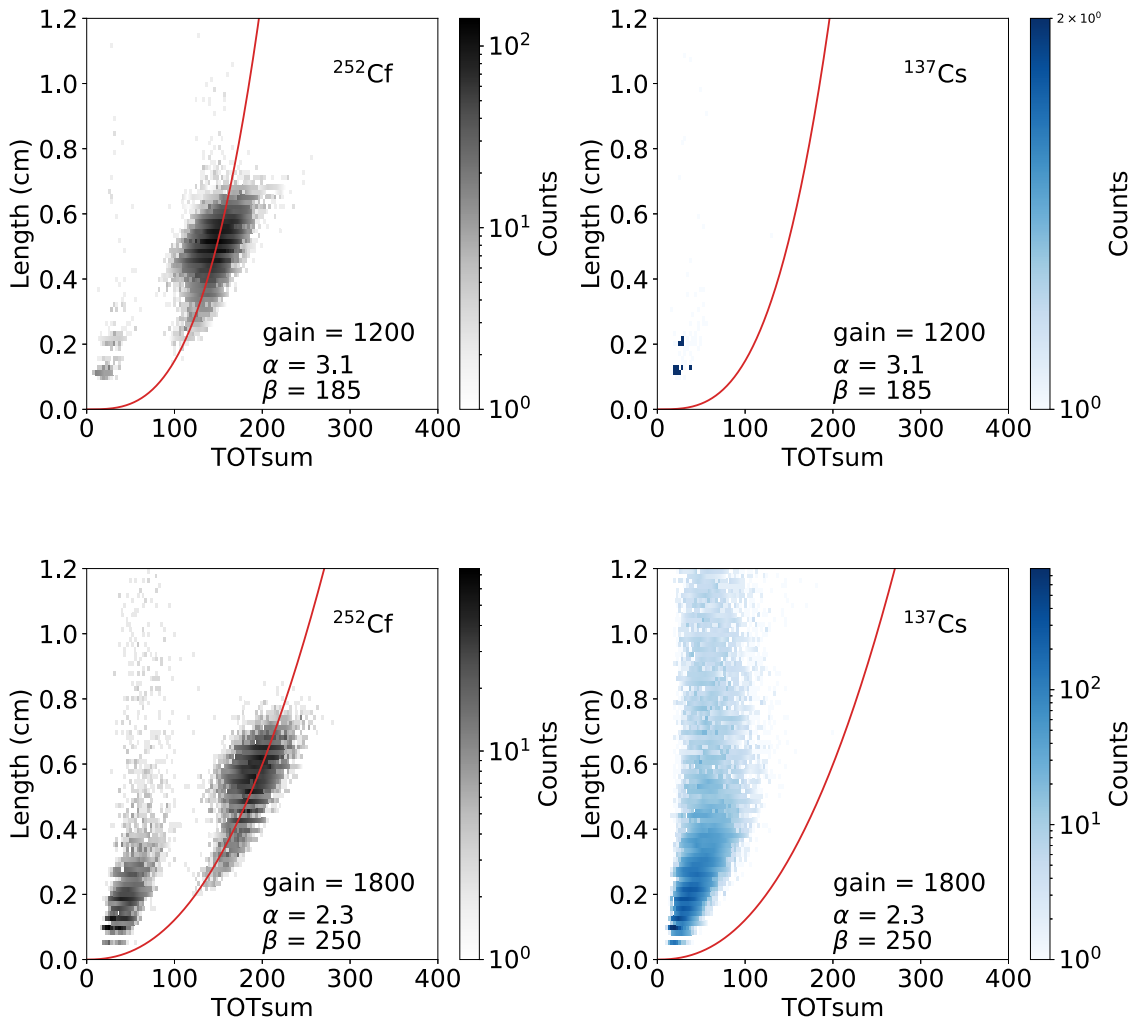 1.2
1.0
0.8
0.6
0.4
0.2
0.0
Length (cm)
0 100 200 300 400
TOTsum
²⁵²Cf
gain = 1200
α = 3.1
β = 185
10²
10¹
10⁰
Counts
1.2
1.0
0.8
0.6
0.4
0.2
0.0
Length (cm)
0 100 200 300 400
TOTsum
¹³⁷Cs
gain = 1200
α = 3.1
β = 185
2 × 10⁰
10⁰
Counts
1.2
1.0
0.8
0.6
0.4
0.2
0.0
Length (cm)
0 100 200 300 400
TOTsum
²⁵²Cf
gain = 1800
α = 2.3
β = 250
10¹
10⁰
Counts
1.2
1.0
0.8
0.6
0.4
0.2
0.0
Length (cm)
0 100 200 300 400
TOTsum
¹³⁷Cs
gain = 1800
α = 2.3
β = 250
10²
10¹
10⁰
Counts